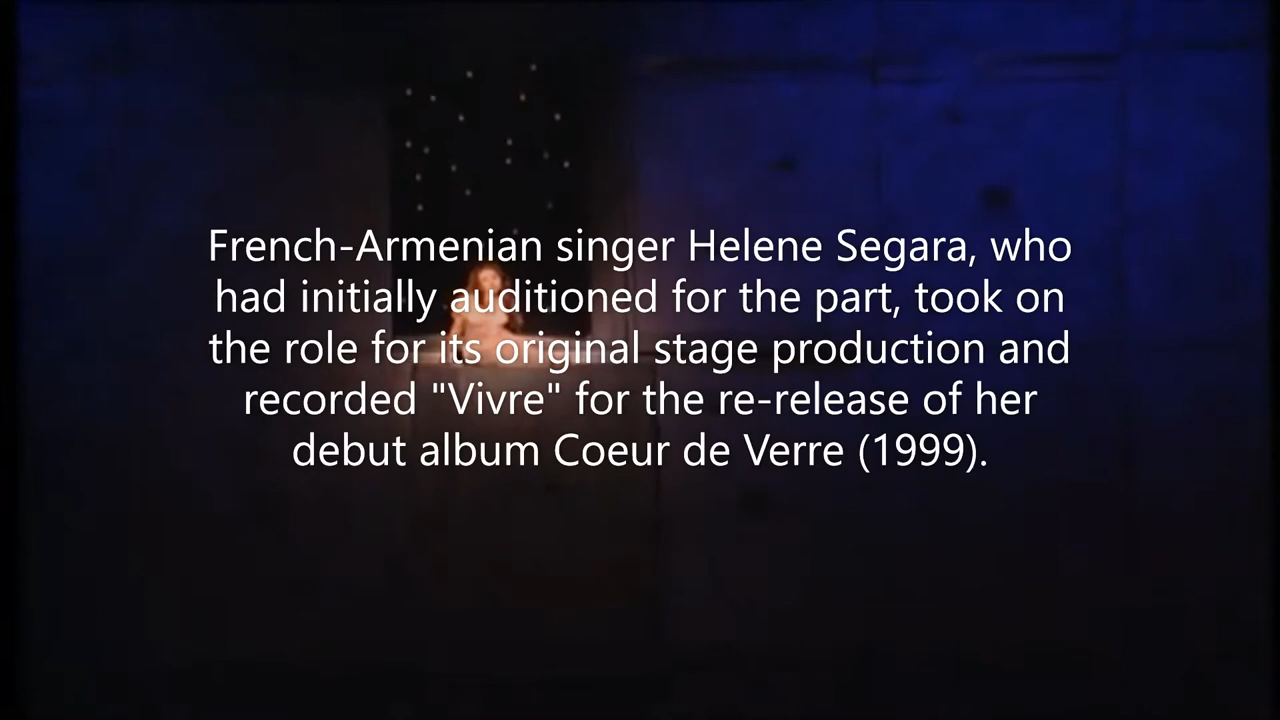 French-Armenian singer Helene Segara, who
had initially auditioned for the part, took on
the role for its original stage production and
recorded "Vivre" for the re-release of her
debut album Coeur de Verre (1999).